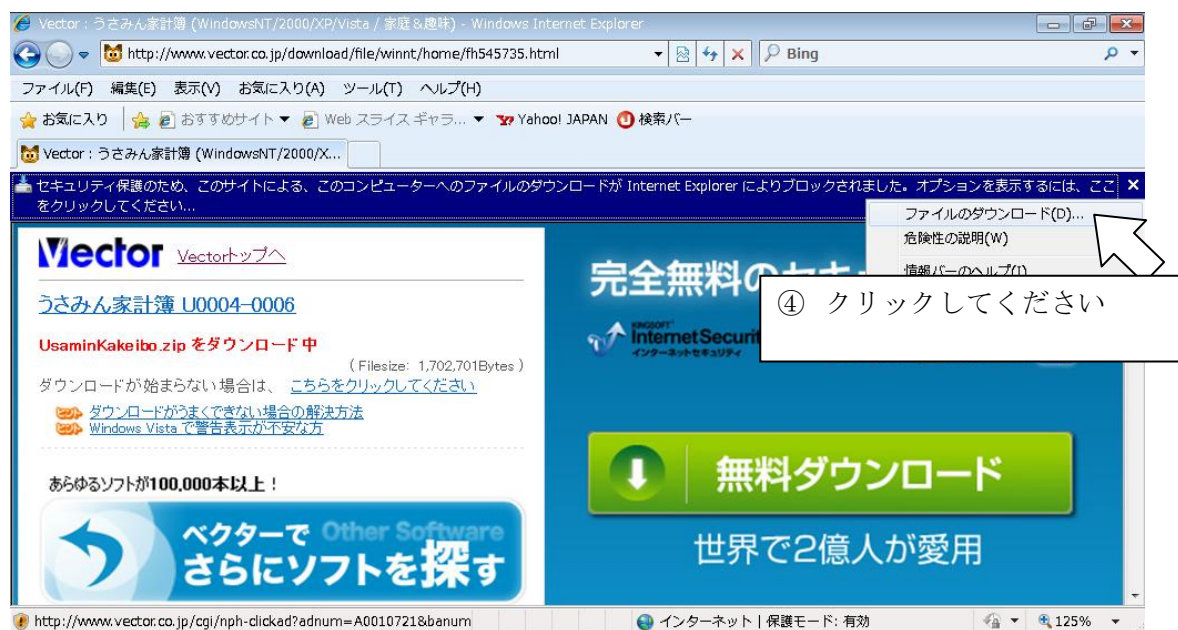 Vector：うさみん家計簿 (WindowsNT/2000/XP/Vista / 家庭&趣味) - Windows Internet Explorer
http://www.vector.co.jp/download/file/winnt/home/fh545735.html
Bing
ファイル(F) 編集(E) 表示(V) お気に入り(A) ツール(T) ヘルプ(H)
お気に入り おすすめサイト ▼ Web スライス ギャラ... ▼ Yahoo! JAPAN 検索バー
Vector：うさみん家計簿 (WindowsNT/2000/X...
セキュリティ保護のため、このサイトによる、このコンピューターへのファイルのダウンロードが Internet Explorer によりブロックされました。オプションを表示するには、ここ
をクリックしてください...
ファイルのダウンロード(D)...
危険性の説明(W)
情報バーのヘルプ(I)
④ クリックしてください
Vector Vectorトップへ
うさみん家計簿 U0004-0006
UsaminKakeibo.zip をダウンロード中
( Filesize: 1,702,701Bytes )
ダウンロードが始まらない場合は、 こちらをクリックしてください
ダウンロードがうまくできない場合の解決方法
Windows Vista で警告表示が不安な方
あらゆるソフトが100,000本以上！
ベクターで Other Software
さらにソフトを探す
完全無料のセキ
KINGSOFT
InternetSecurit
インターネットセキュリティ
無料ダウンロード
世界で2億人が愛用
http://www.vector.co.jp/cgi/nph-clickad?adnum=A0010721&banum
インターネット | 保護モード: 有効
125%